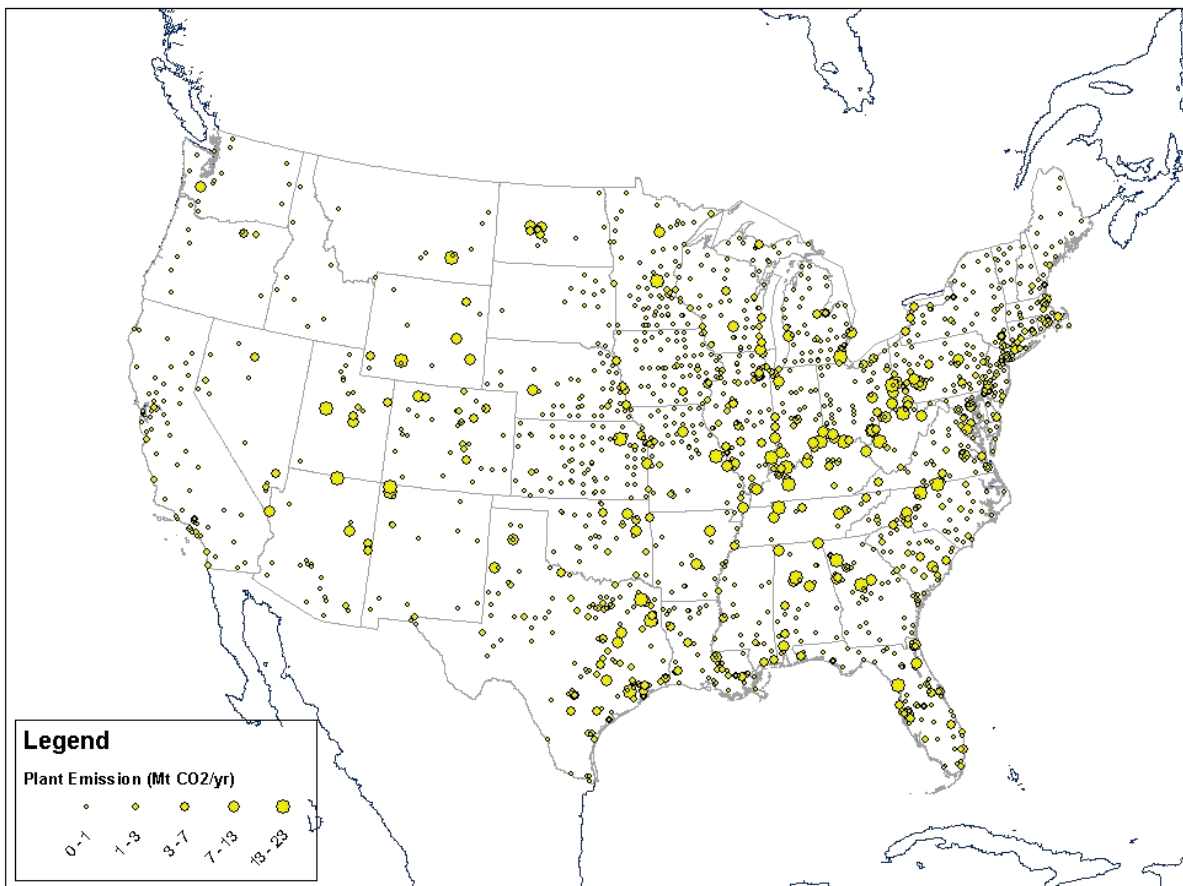 Legend
Plant Emission (Mt CO2/yr)
0 - 1
1 - 3
3 - 7
7 - 13
13 - 23